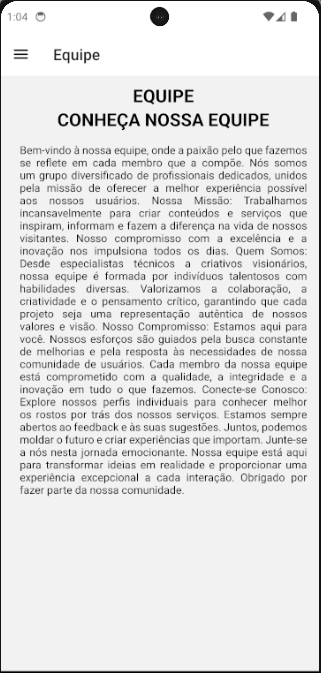 1:04
Equipe
EQUIPE
CONHEÇA NOSSA EQUIPE
Bem-vindo à nossa equipe, onde a paixão pelo que fazemos
se reflete em cada membro que a compõe. Nós somos
um grupo diversificado de profissionais dedicados, unidos
pela missão de oferecer a melhor experiência possível
aos nossos usuários. Nossa Missão: Trabalhamos
incansavelmente para criar conteúdos e serviços que
inspiram, informam e fazem a diferença na vida de nossos
visitantes. Nosso compromisso com a excelência e a
inovação nos impulsiona todos os dias. Quem Somos:
Desde especialistas técnicos a criativos visionários,
nossa equipe é formada por indivíduos talentosos com
habilidades diversas. Valorizamos a colaboração, a
criatividade e o pensamento crítico, garantindo que cada
projeto seja uma representação autêntica de nossos
valores e visão. Nosso Compromisso: Estamos aqui para
você. Nossos esforços são guiados pela busca constante
de melhorias e pela resposta às necessidades de nossa
comunidade de usuários. Cada membro da nossa equipe
está comprometido com a qualidade, a integridade e a
inovação em tudo o que fazemos. Conecte-se Conosco:
Explore nossos perfis individuais para conhecer melhor
os rostos por trás dos nossos serviços. Estamos sempre
abertos ao feedback e às suas sugestões. Juntos, podemos
moldar o futuro e criar experiências que importam. Junte-se
a nós nesta jornada emocionante. Nossa equipe está aqui
para transformar ideias em realidade e proporcionar uma
experiência excepcional a cada interação. Obrigado por
fazer parte da nossa comunidade.